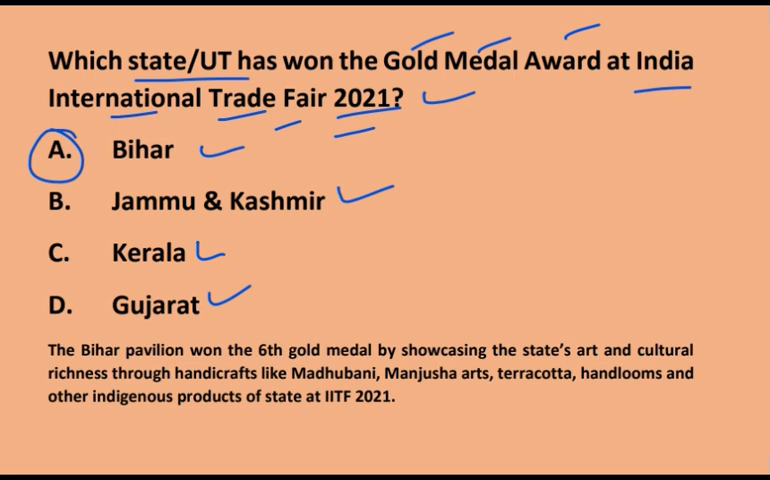 Which state/UT has won the Gold Medal Award at India
International Trade Fair 2021?
A. Bihar
B. Jammu & Kashmir
C. Kerala
D. Gujarat
The Bihar pavilion won the 6th gold medal by showcasing the state's art and cultural
richness through handicrafts like Madhubani, Manjusha arts, terracotta, handlooms and
other indigenous products of state at IITF 2021.